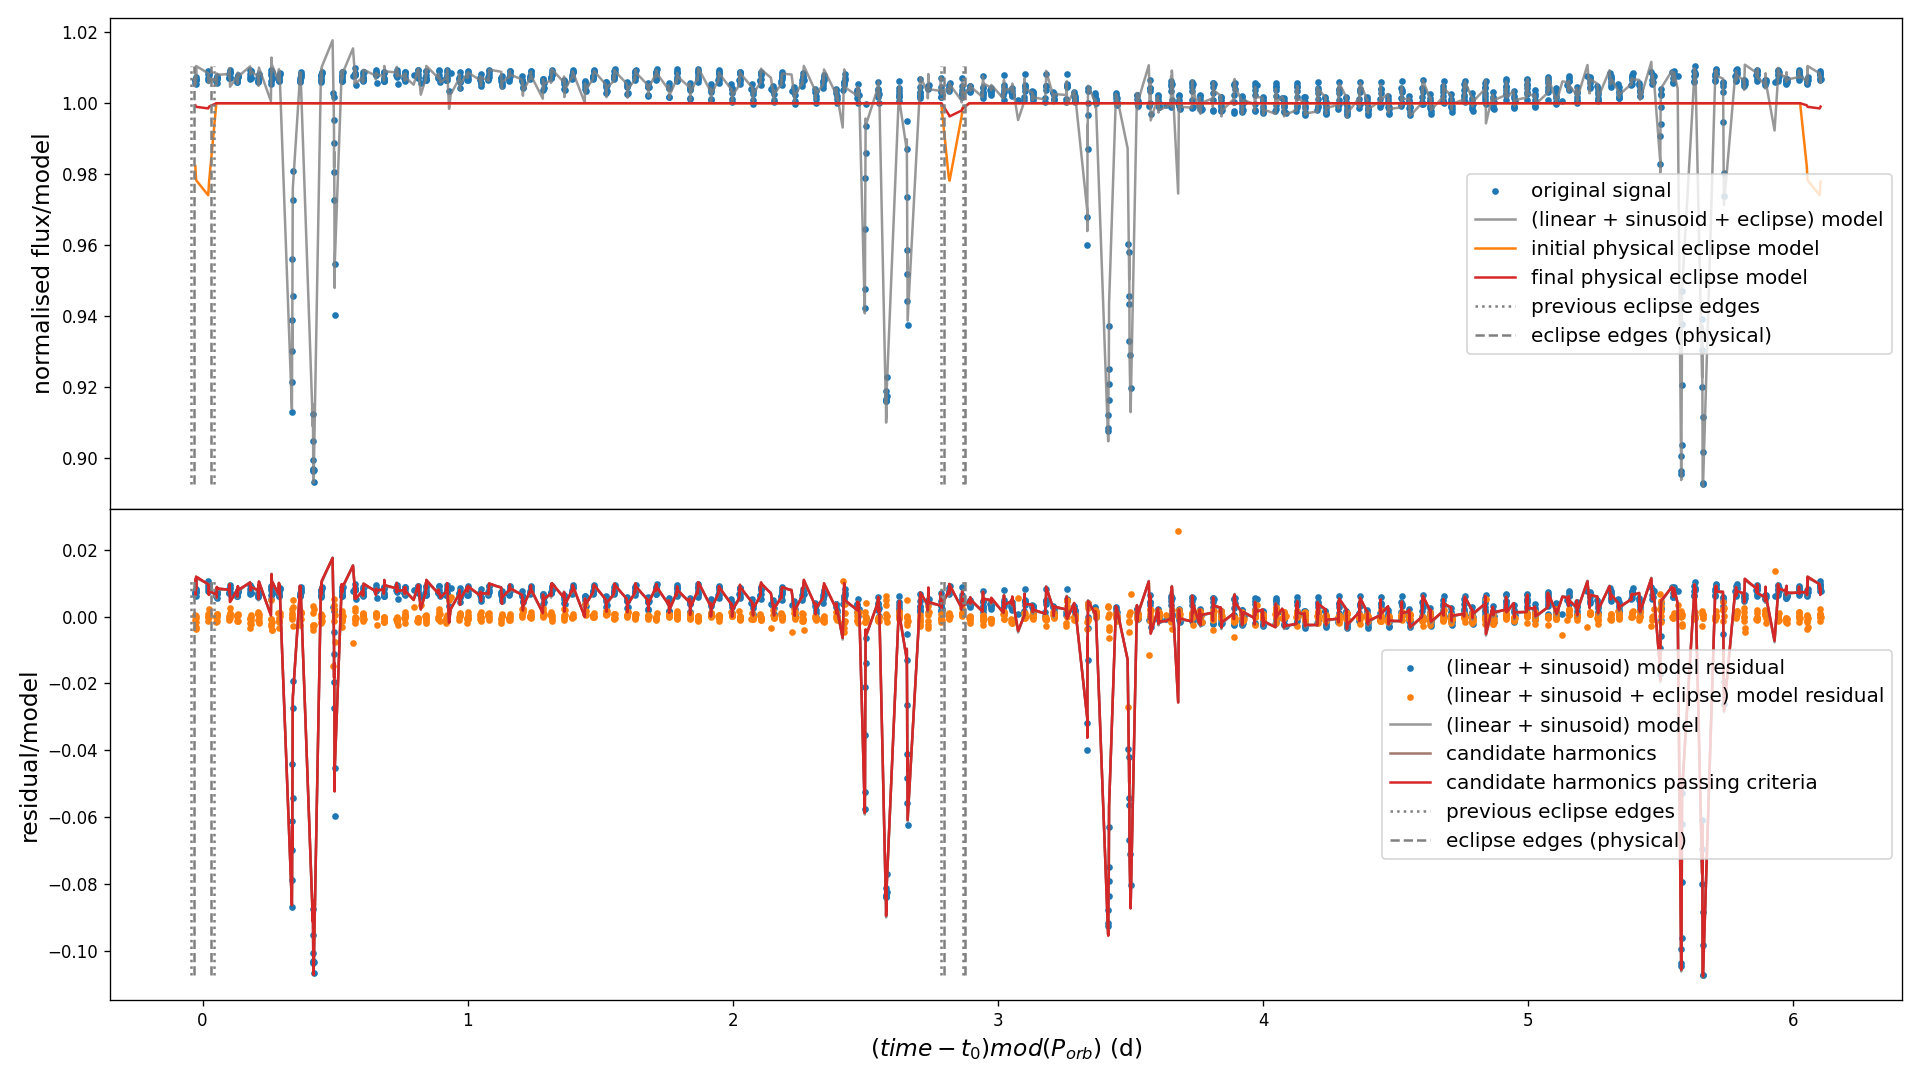 1.02
1.00
0.98
0.96
0.94
0.92
0.90
normalised flux/model
original signal
(linear + sinusoid + eclipse) model
initial physical eclipse model
final physical eclipse model
previous eclipse edges
eclipse edges (physical)
0.02
0.00
−0.02
−0.04
−0.06
−0.08
−0.10
residual/model
(linear + sinusoid) model residual
(linear + sinusoid + eclipse) model residual
(linear + sinusoid) model
candidate harmonics
candidate harmonics passing criteria
previous eclipse edges
eclipse edges (physical)
0 1 2 3 4 5 6
(time − t₀)mod(P_orb) (d)